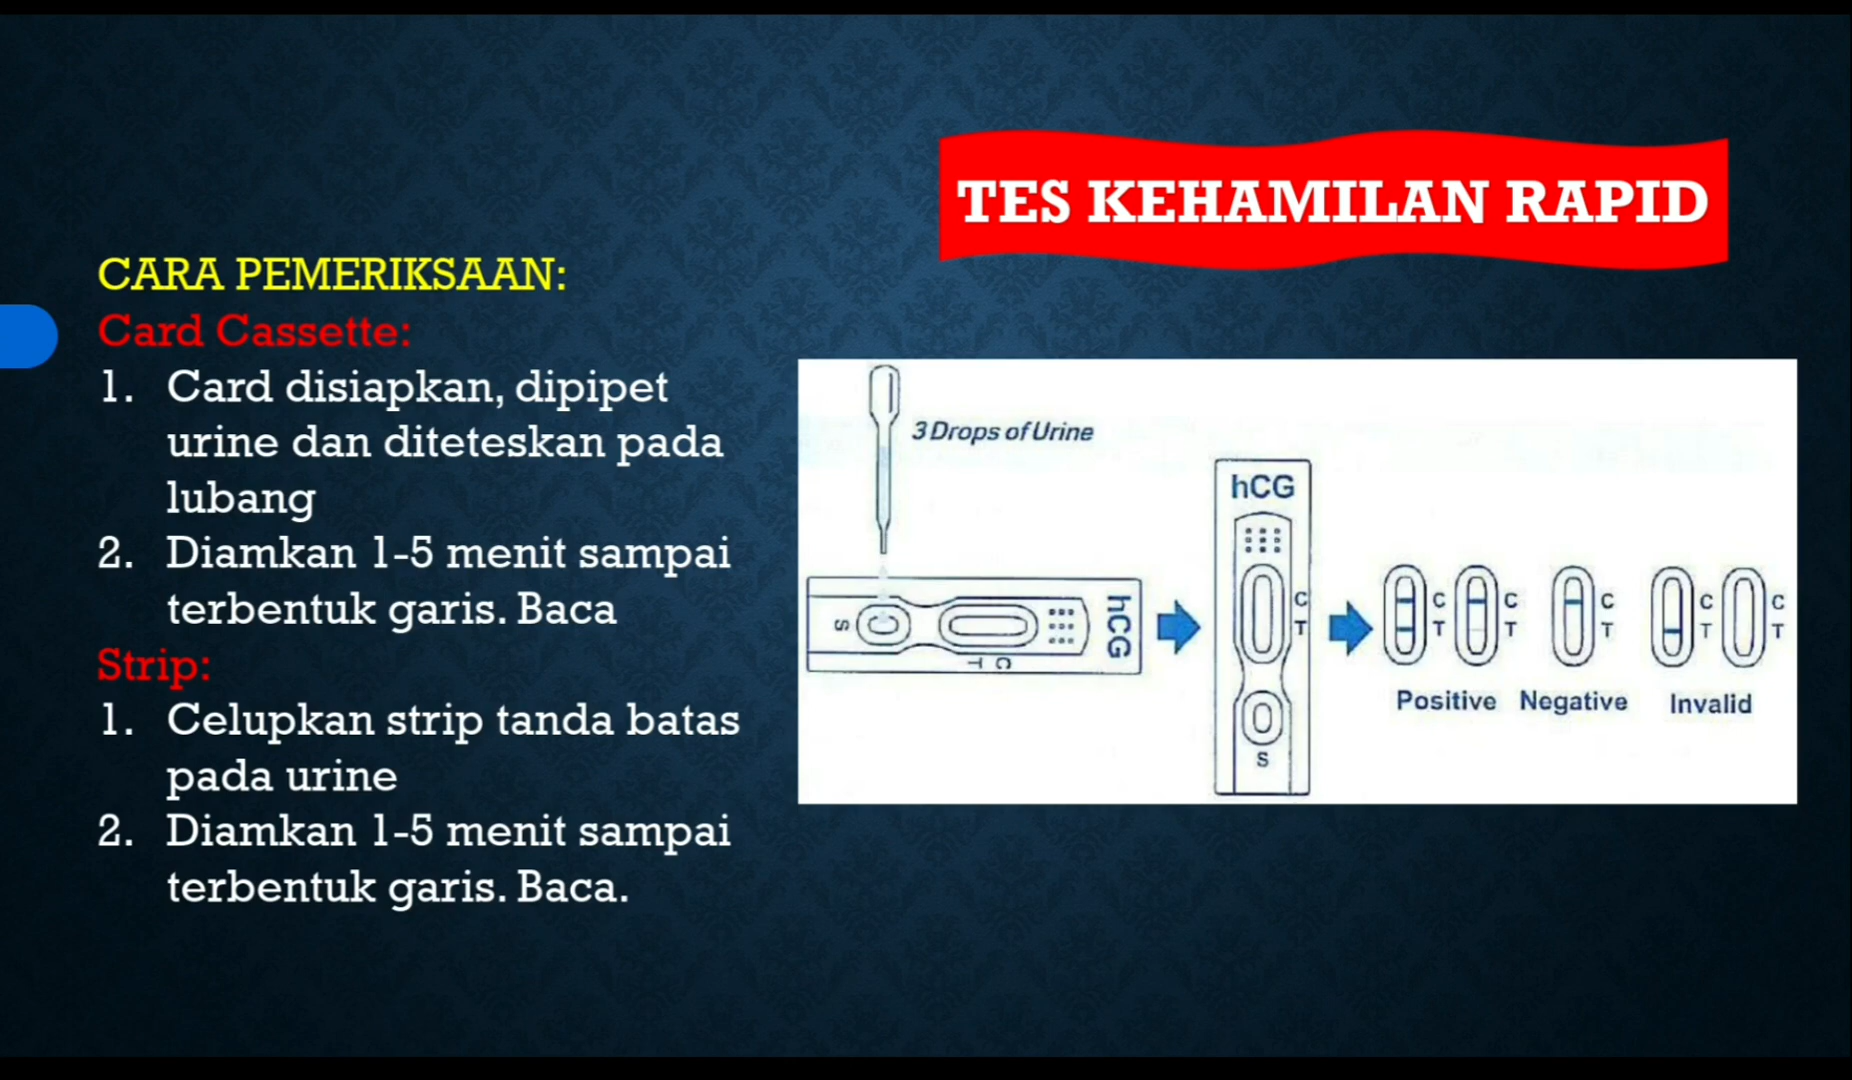 TES KEHAMILAN RAPID
CARA PEMERIKSAAN:
Card Cassette:
1. Card disiapkan, dipipet
urine dan diteteskan pada
lubang
2. Diamkan 1-5 menit sampai
terbentuk garis. Baca
Strip:
1. Celupkan strip tanda batas
pada urine
2. Diamkan 1-5 menit sampai
terbentuk garis. Baca.
3 Drops of Urine
S
T C
hCG
hCG
C
T
S
C
T
C
T
C
T
C
T
C
T
Positive
Negative
Invalid